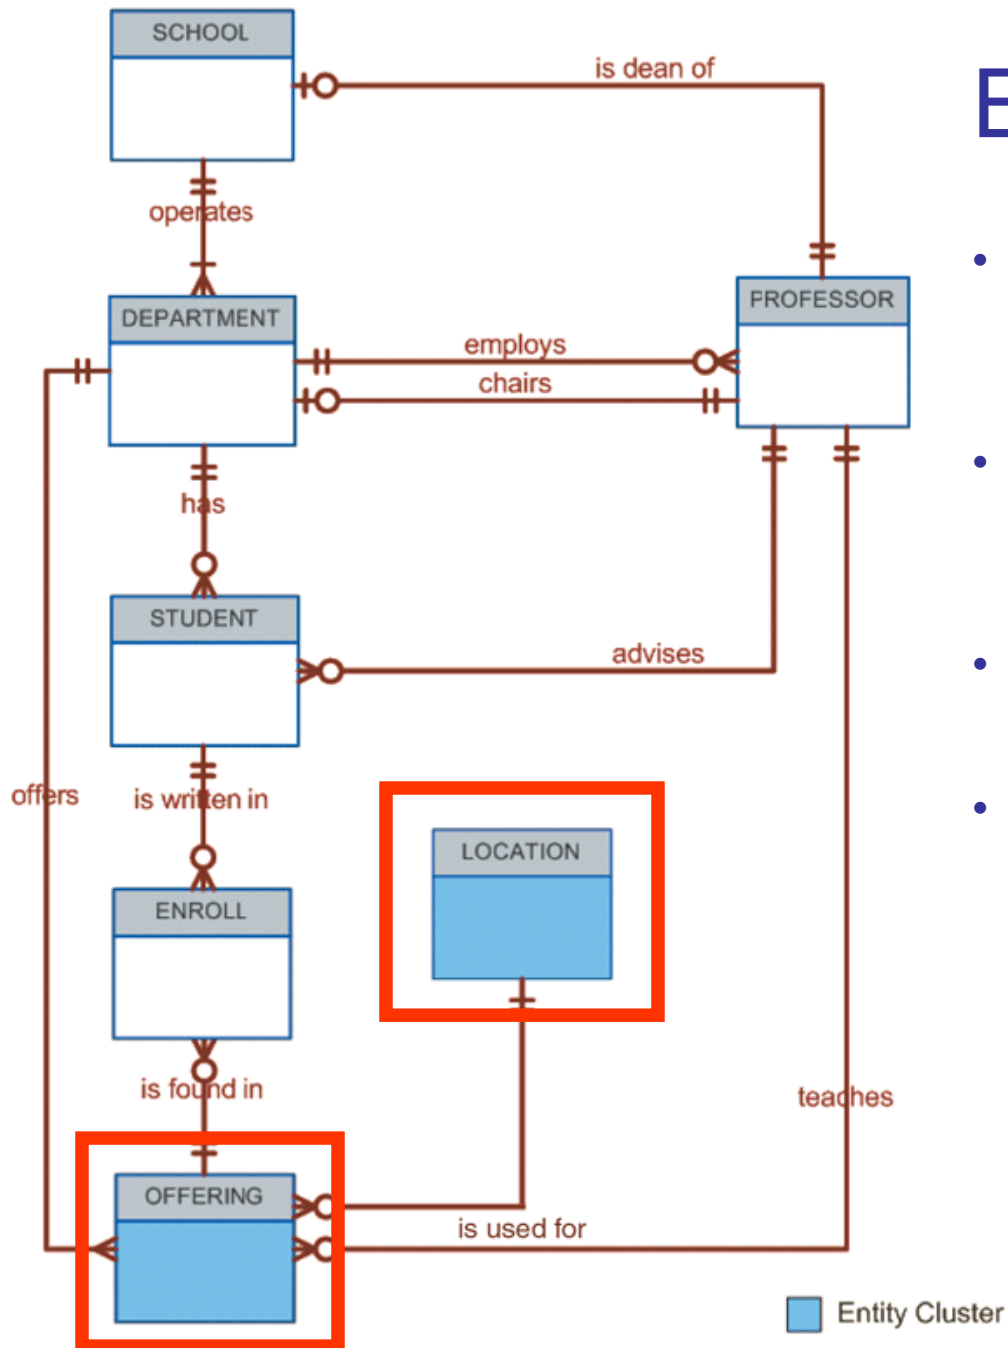 SCHOOL
is dean of
E
operates
DEPARTMENT
PROFESSOR
employs
chairs
has
STUDENT
advises
offers
is written in
LOCATION
ENROLL
is found in
teaches
OFFERING
is used for
Entity Cluster